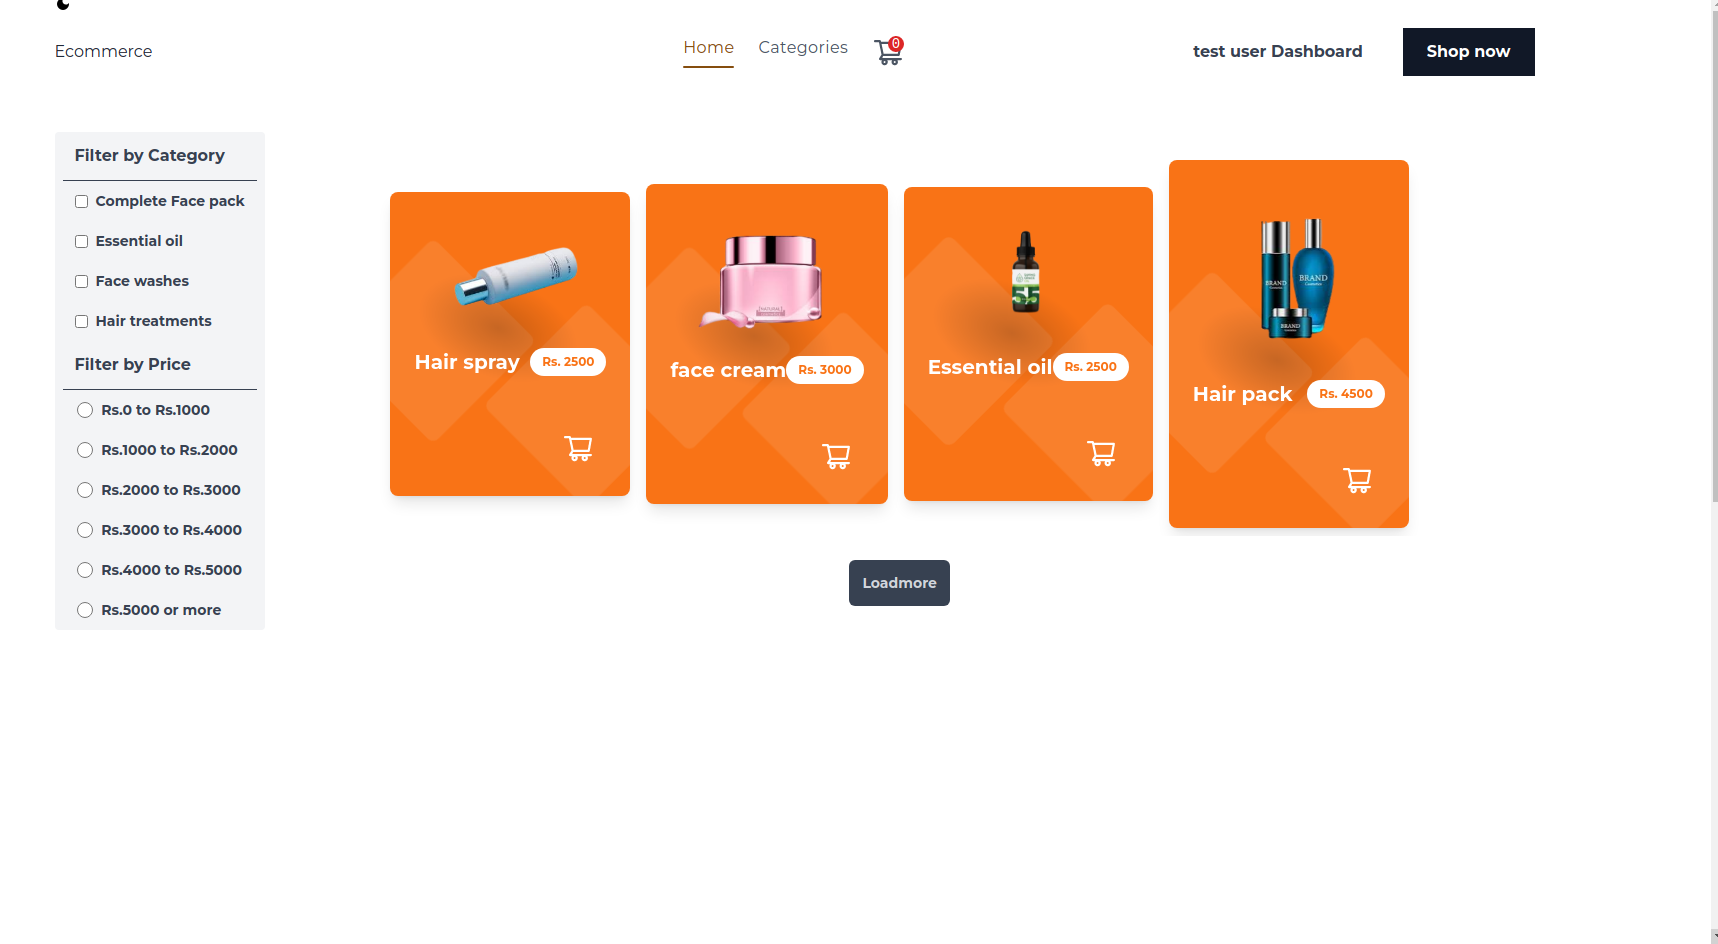 Ecommerce
Home
Categories
0
test user Dashboard
Shop now
Filter by Category
Complete Face pack
Essential oil
Face washes
Hair treatments
Filter by Price
Rs.0 to Rs.1000
Rs.1000 to Rs.2000
Rs.2000 to Rs.3000
Rs.3000 to Rs.4000
Rs.4000 to Rs.5000
Rs.5000 or more
Hair spray
Rs. 2500
face cream
Rs. 3000
Essential oil
Rs. 2500
BRAND
BRAND
BRAND
Hair pack
Rs. 4500
Loadmore